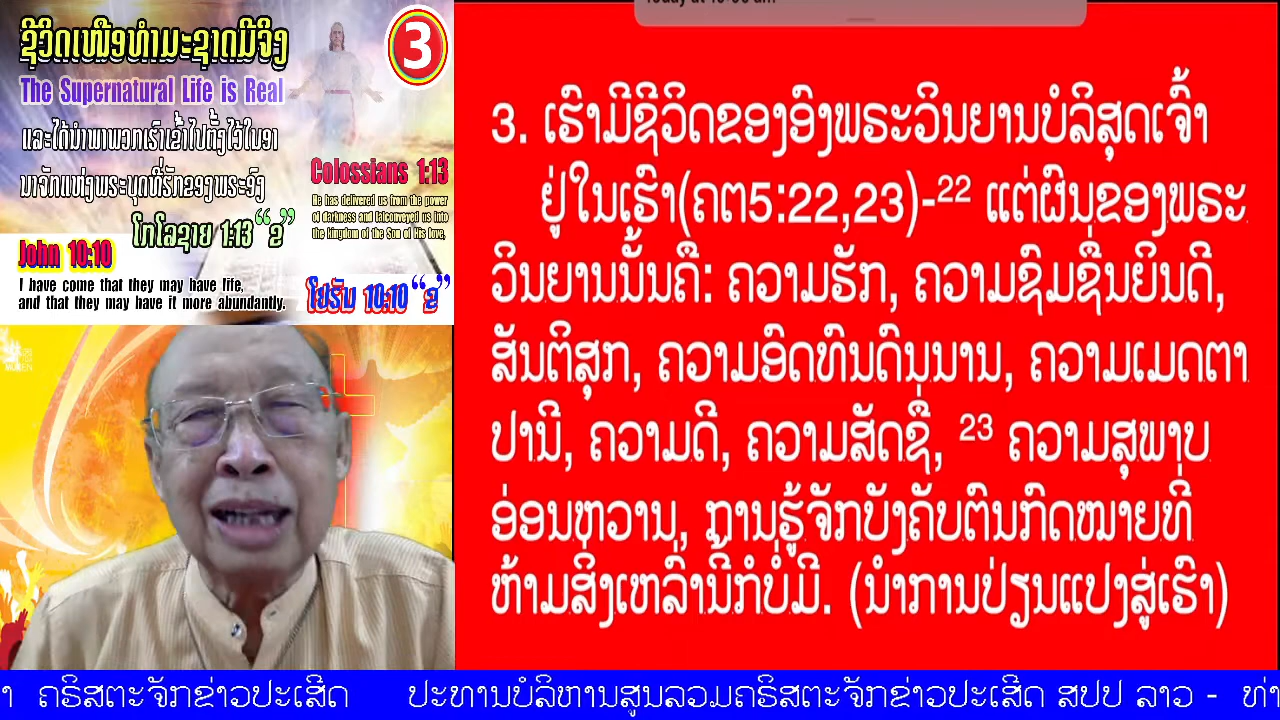 ຊີວິດເໜືອທຳມະຊາດມີຈິງ
3
The Supernatural Life is Real
ແລະໄດ້ນຳພາພວກເຮົາເຂົ້າໄປຕັ້ງໄວ້ໃນອາ
ນາຈັກແຫ່ງພຣະບຸດທີ່ຮັກຂອງພຣະອົງ
ໂກໂລຊາຍ 1:13 “ຂ”
Colossians 1:13
He has delivered us from the power
of darkness and conveyed us into
the kingdom of the Son of His love,
John 10:10
I have come that they may have life,
and that they may have it more abundantly.
ໂຢຮັນ 10:10 “ຂ”
3. ເຮົາມີຊີວິດຂອງອົງພຣະວິນຍານບໍລິສຸດເຈົ້າ
ຢູ່ໃນເຮົາ(ຄຕ5:22,23)-22 ແຕ່ຜົນຂອງພຣະ
ວິນຍານນັ້ນຄື: ຄວາມຮັກ, ຄວາມຊົມຊື່ນຍິນດີ,
ສັນຕິສຸກ, ຄວາມອົດທົນດົນນານ, ຄວາມເມດຕາ
ປານີ, ຄວາມດີ, ຄວາມສັດຊື່, 23 ຄວາມສຸພາບ
ອ່ອນຫວານ, ການຮູ້ຈັກບັງຄັບຕົນກົດໝາຍທີ່
ຫ້າມສິ່ງເຫລົ່ານີ້ກໍບໍ່ມີ. (ນຳການປ່ຽນແປງສູ່ເຮົາ)
າ ຄຣິສຕະຈັກຂ່າວປະເສີດ ປະທານບໍລິຫານສູນລວມຄຣິສຕະຈັກຂ່າວປະເສີດ ສປປ ລາວ - ທ່າ